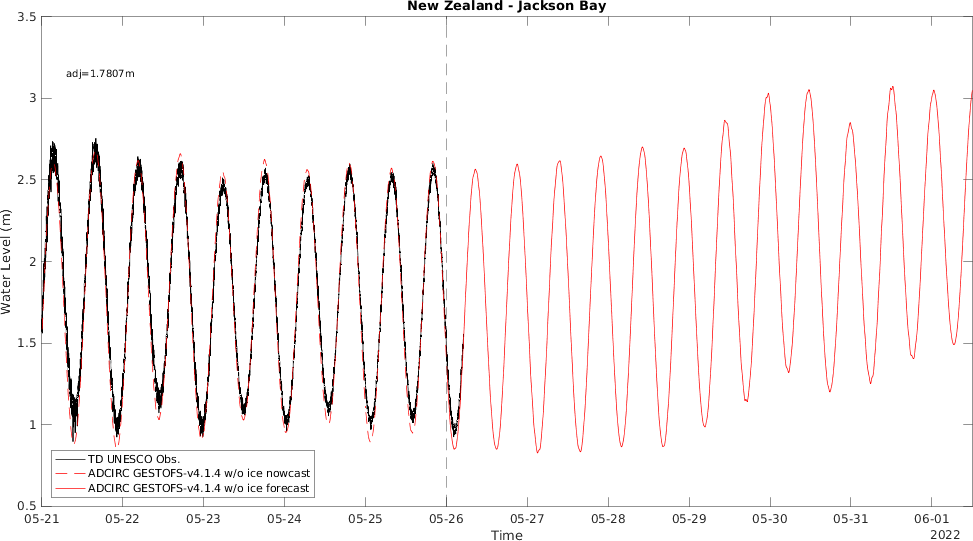 New Zealand - Jackson Bay
3.5
3
2.5
2
1.5
1
0.5
Water Level (m)
adj=1.7807m
TD UNESCO Obs.
ADCIRC GESTOFS-v4.1.4 w/o ice nowcast
ADCIRC GESTOFS-v4.1.4 w/o ice forecast
05-21 05-22 05-23 05-24 05-25 05-26 05-27 05-28 05-29 05-30 05-31 06-01
Time
2022